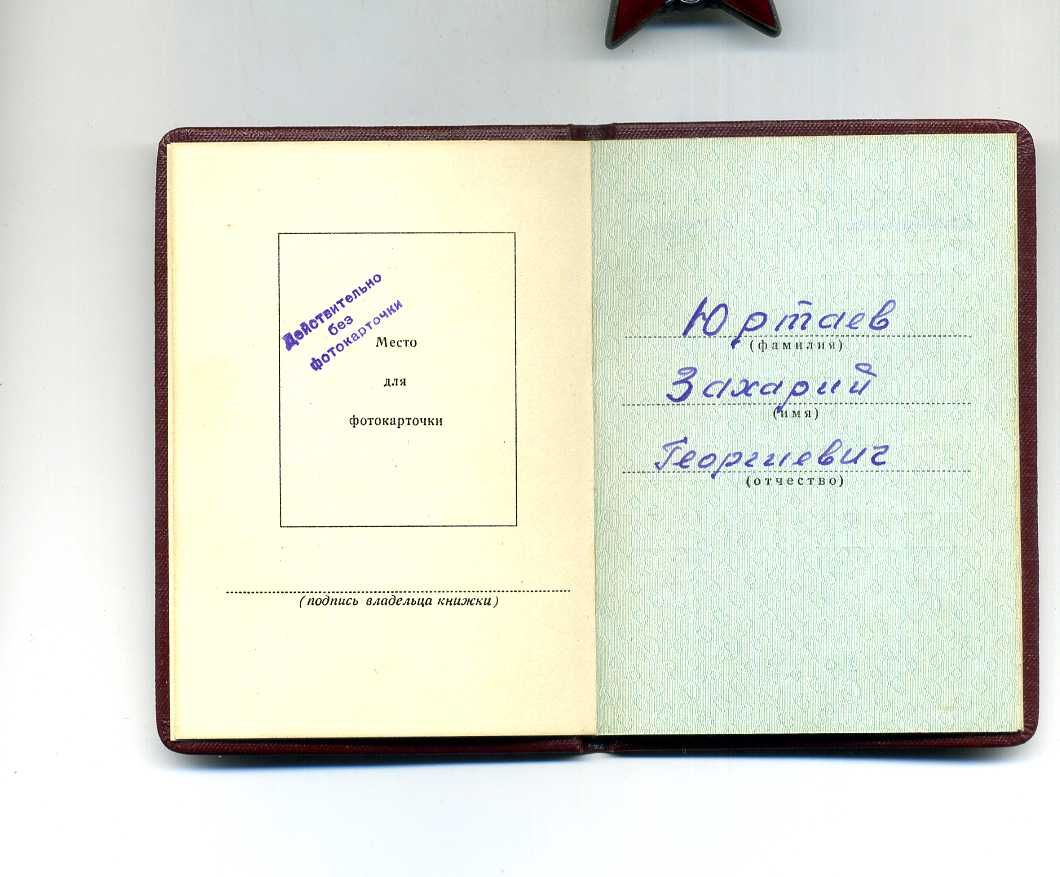 Действительно
без
фотокарточки
Место
для
фотокарточки
(подпись владельца книжки)
Юртаев
(фамилия)
Захарий
(имя)
Георгиевич
(отчество)